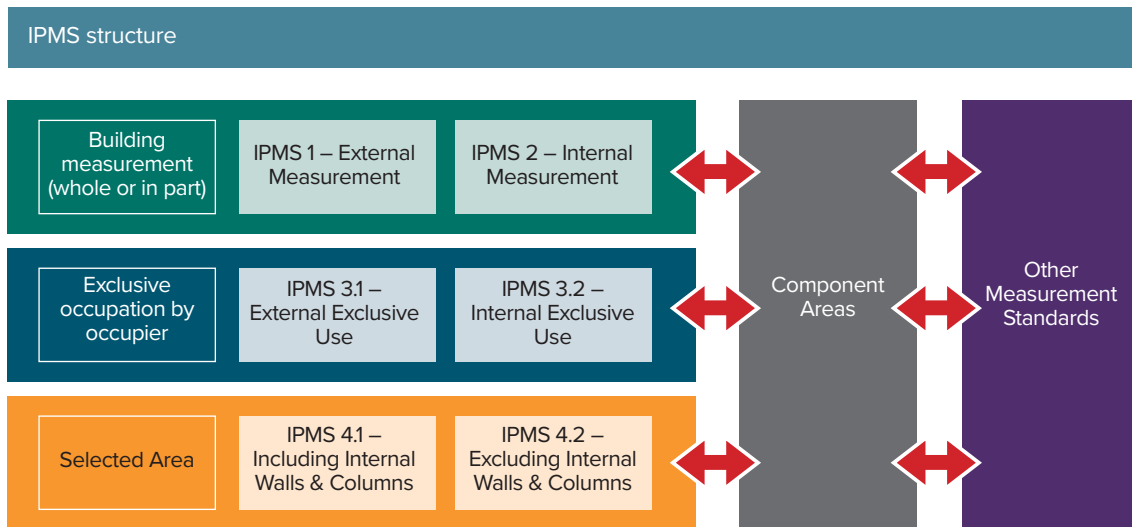 IPMS structure
Building
measurement
(whole or in part)
IPMS 1 – External
Measurement
IPMS 2 – Internal
Measurement
Exclusive
occupation by
occupier
IPMS 3.1 –
External Exclusive
Use
IPMS 3.2 –
Internal Exclusive
Use
Selected Area
IPMS 4.1 –
Including Internal
Walls & Columns
IPMS 4.2 –
Excluding Internal
Walls & Columns
Component
Areas
Other
Measurement
Standards